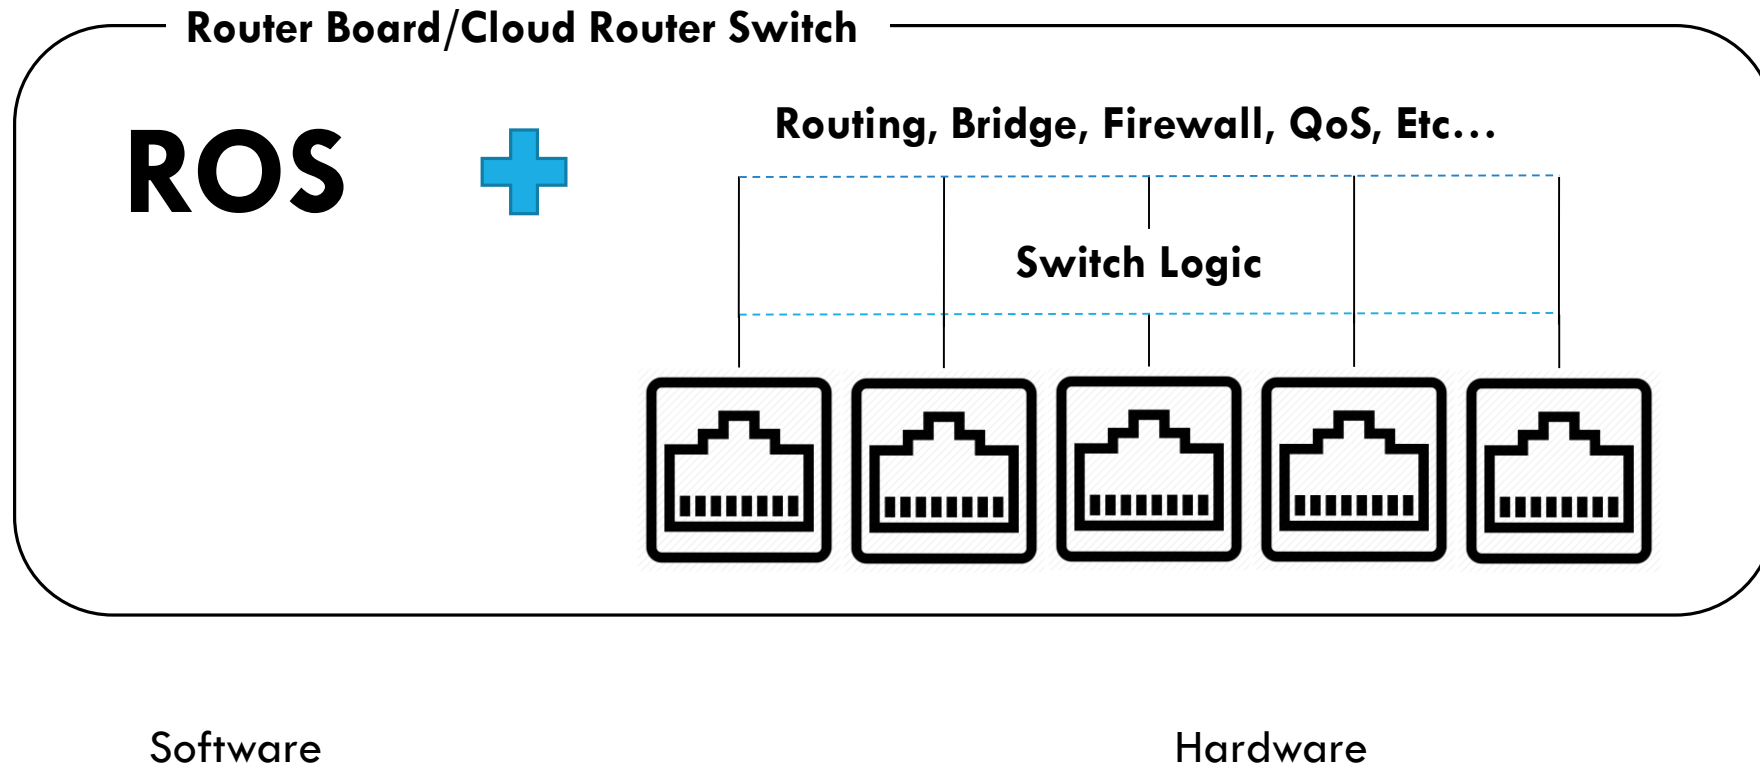 Router Board/Cloud Router Switch
ROS
Routing, Bridge, Firewall, QoS, Etc...
Switch Logic
Software
Hardware